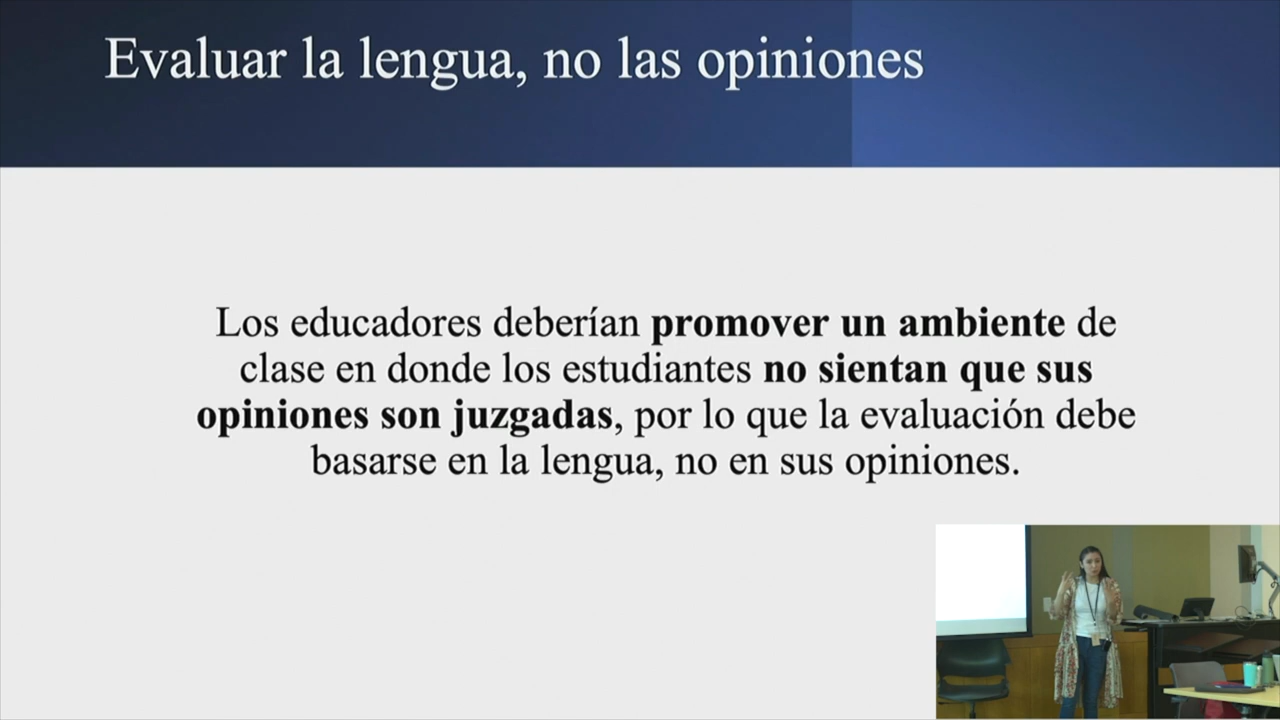 Evaluar la lengua, no las opiniones
Los educadores deberían promover un ambiente de
clase en donde los estudiantes no sientan que sus
opiniones son juzgadas, por lo que la evaluación debe
basarse en la lengua, no en sus opiniones.